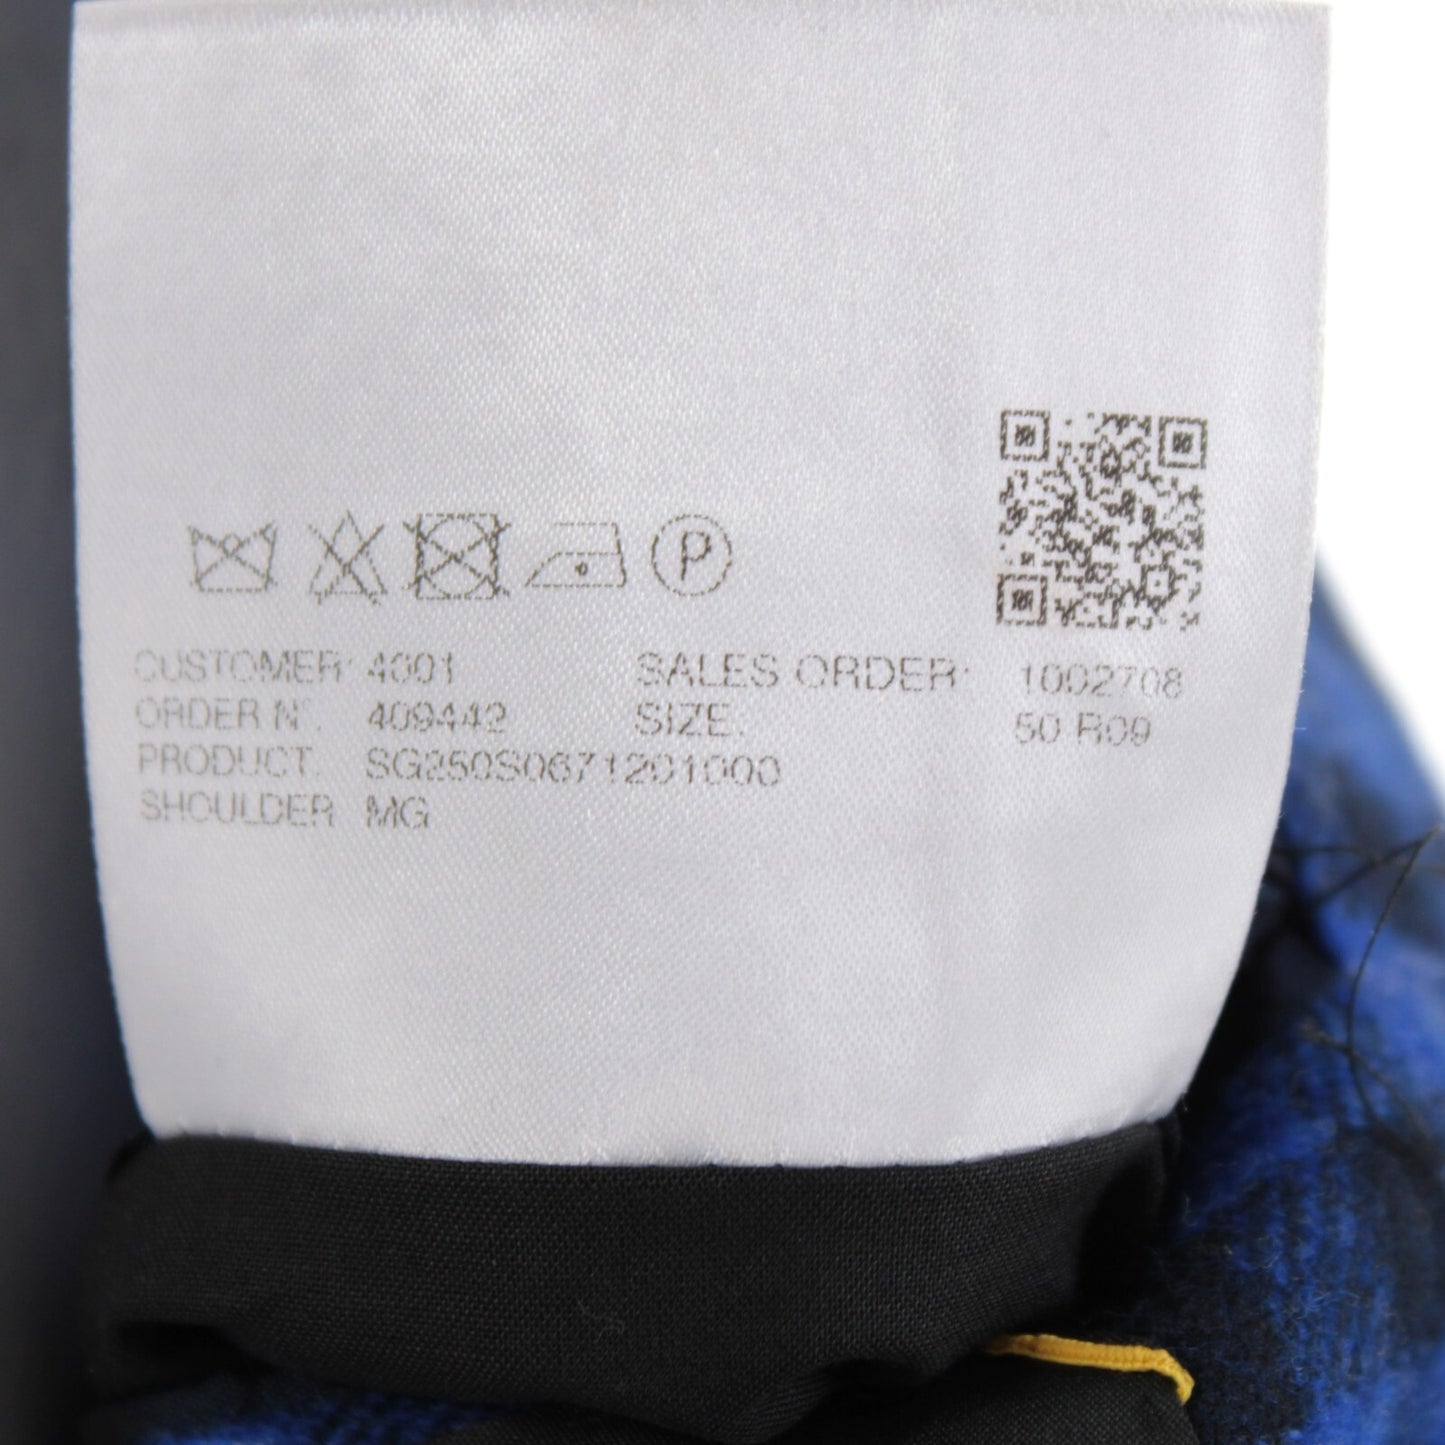 P
CUSTOMER: 4001 SALES ORDER: 1002708
ORDER N°. 409442 SIZE. 50 R09
PRODUCT. SG250S0671201000
SHOULDER MG